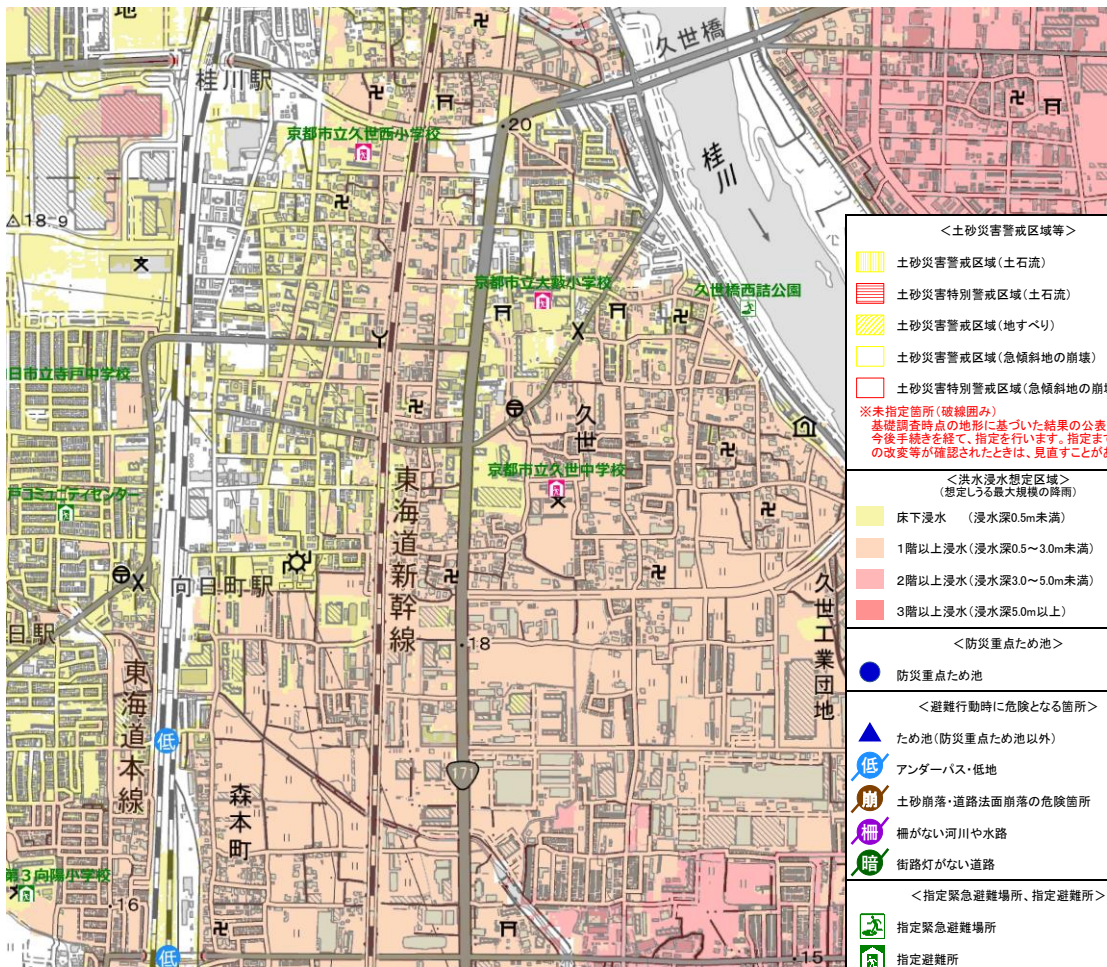 地
久世橋
桂川駅
京都市立久世西小学校
20
桂川
18.9
京都市立大藪小学校
久世橋西詰公園
日市立寺戸中学校
久世
京都市立久世中学校
戸コミュニティセンター
東海道新幹線
向日町駅
日駅
久世工業団地
18
東海道本線
低
171
森本町
第3向陽小学校
16
低
15
<土砂災害警戒区域等>
土砂災害警戒区域(土石流)
土砂災害特別警戒区域(土石流)
土砂災害警戒区域(地すべり)
土砂災害警戒区域(急傾斜地の崩壊)
土砂災害特別警戒区域(急傾斜地の崩壊
※未指定箇所(破線囲み)
基礎調査時点の地形に基づいた結果の公表
今後手続きを経て、指定を行います。指定ま
の改変等が確認されたときは、見直すことが
<洪水浸水想定区域>
(想定しうる最大規模の降雨)
床下浸水 (浸水深0.5m未満)
1階以上浸水(浸水深0.5~3.0m未満)
2階以上浸水(浸水深3.0~5.0m未満)
3階以上浸水(浸水深5.0m以上)
<防災重点ため池>
防災重点ため池
<避難行動時に危険となる箇所>
ため池(防災重点ため池以外)
低 アンダーパス・低地
崩 土砂崩落・道路法面崩落の危険箇所
柵 柵がない河川や水路
暗 街路灯がない道路
<指定緊急避難場所、指定避難所>
指定緊急避難場所
指定避難所